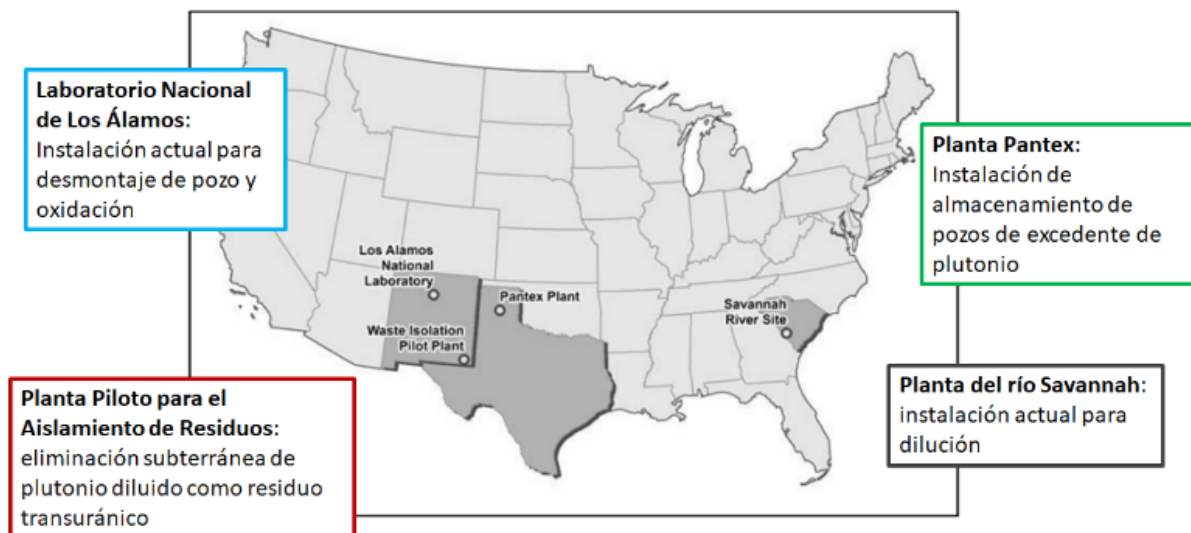 Laboratorio Nacional
de Los Álamos:
Instalación actual para
desmontaje de pozo y
oxidación
Planta Pantex:
Instalación de
almacenamiento de
pozos de excedente de
plutonio
Los Alamos
National
Laboratory
Pantex Plant
Waste Isolation
Pilot Plant
Savannah
River Site
Planta Piloto para el
Aislamiento de Residuos:
eliminación subterránea de
plutonio diluido como residuo
transuránico
Planta del río Savannah:
instalación actual para
dilución